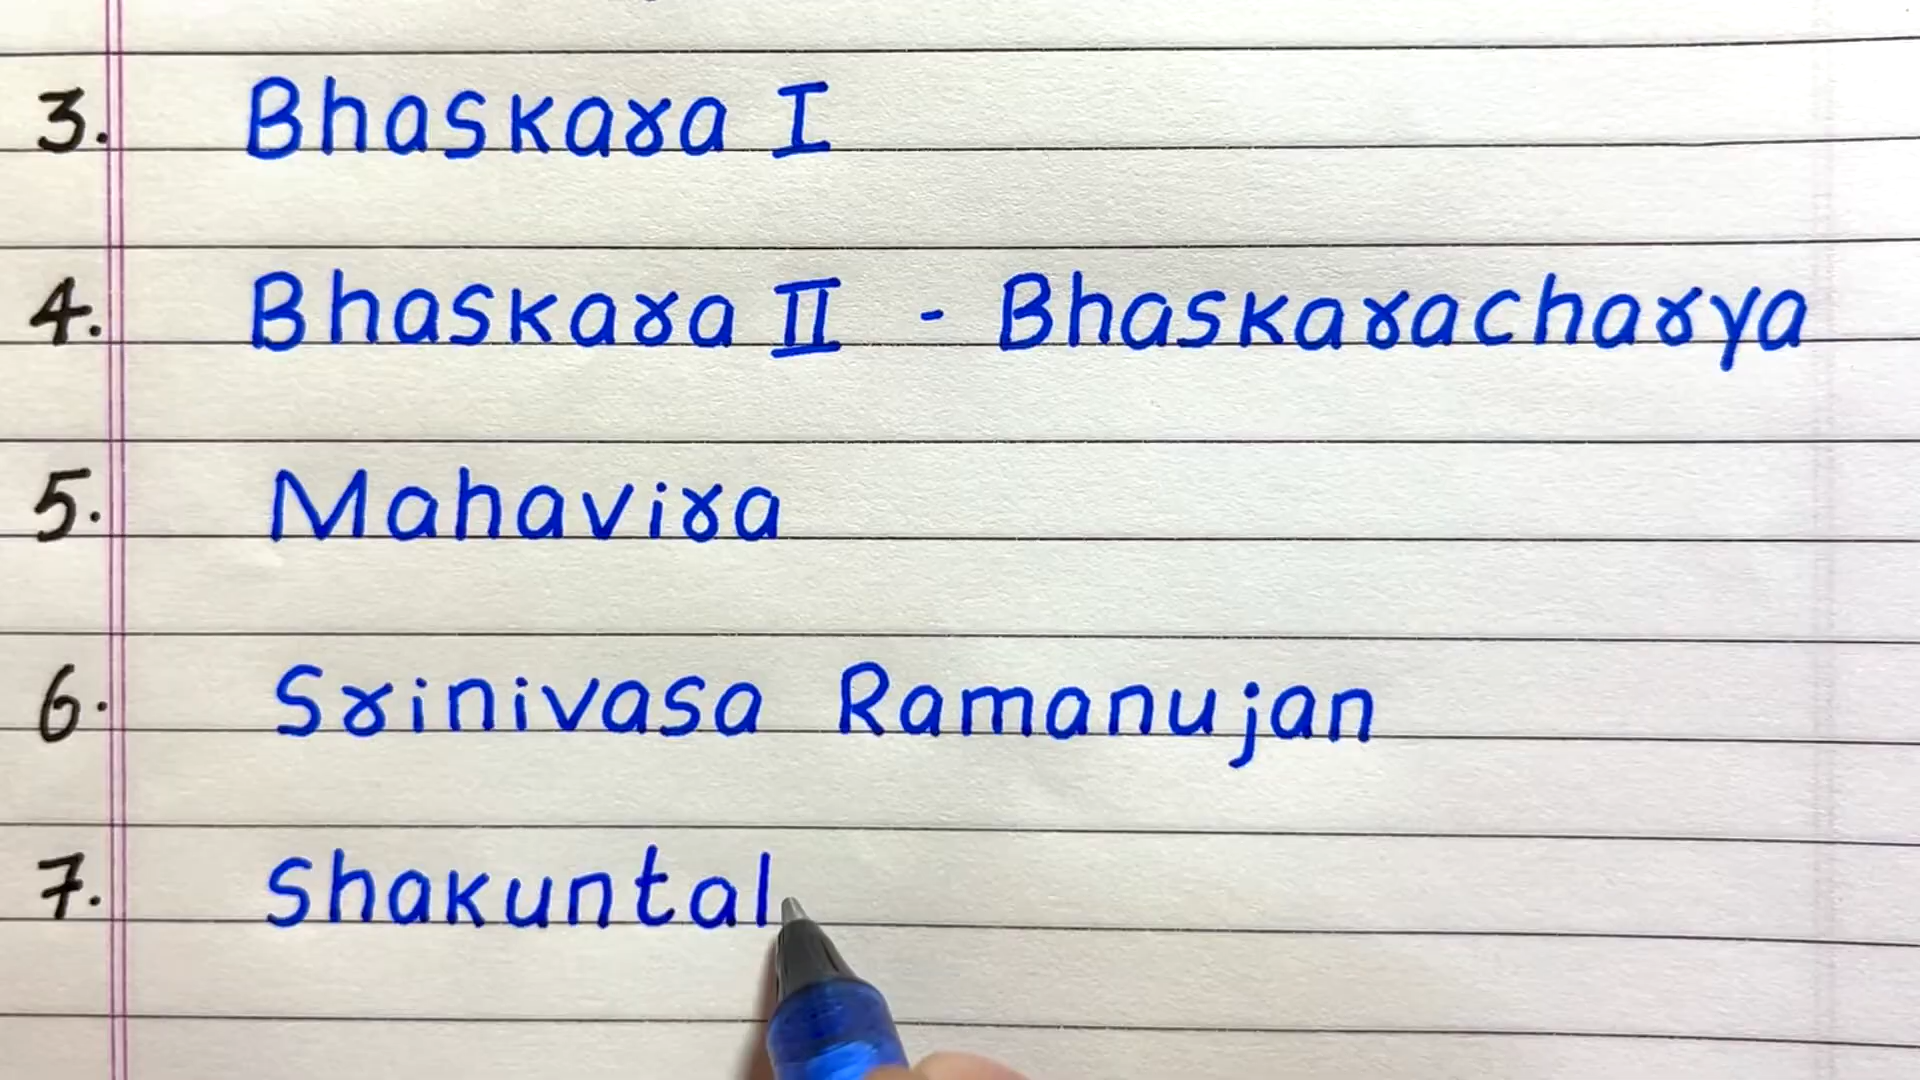 3. Bhaskara I
4. Bhaskara II - Bhaskaracharya
5. Mahavira
6. Srinivasa Ramanujan
7. Shakuntal